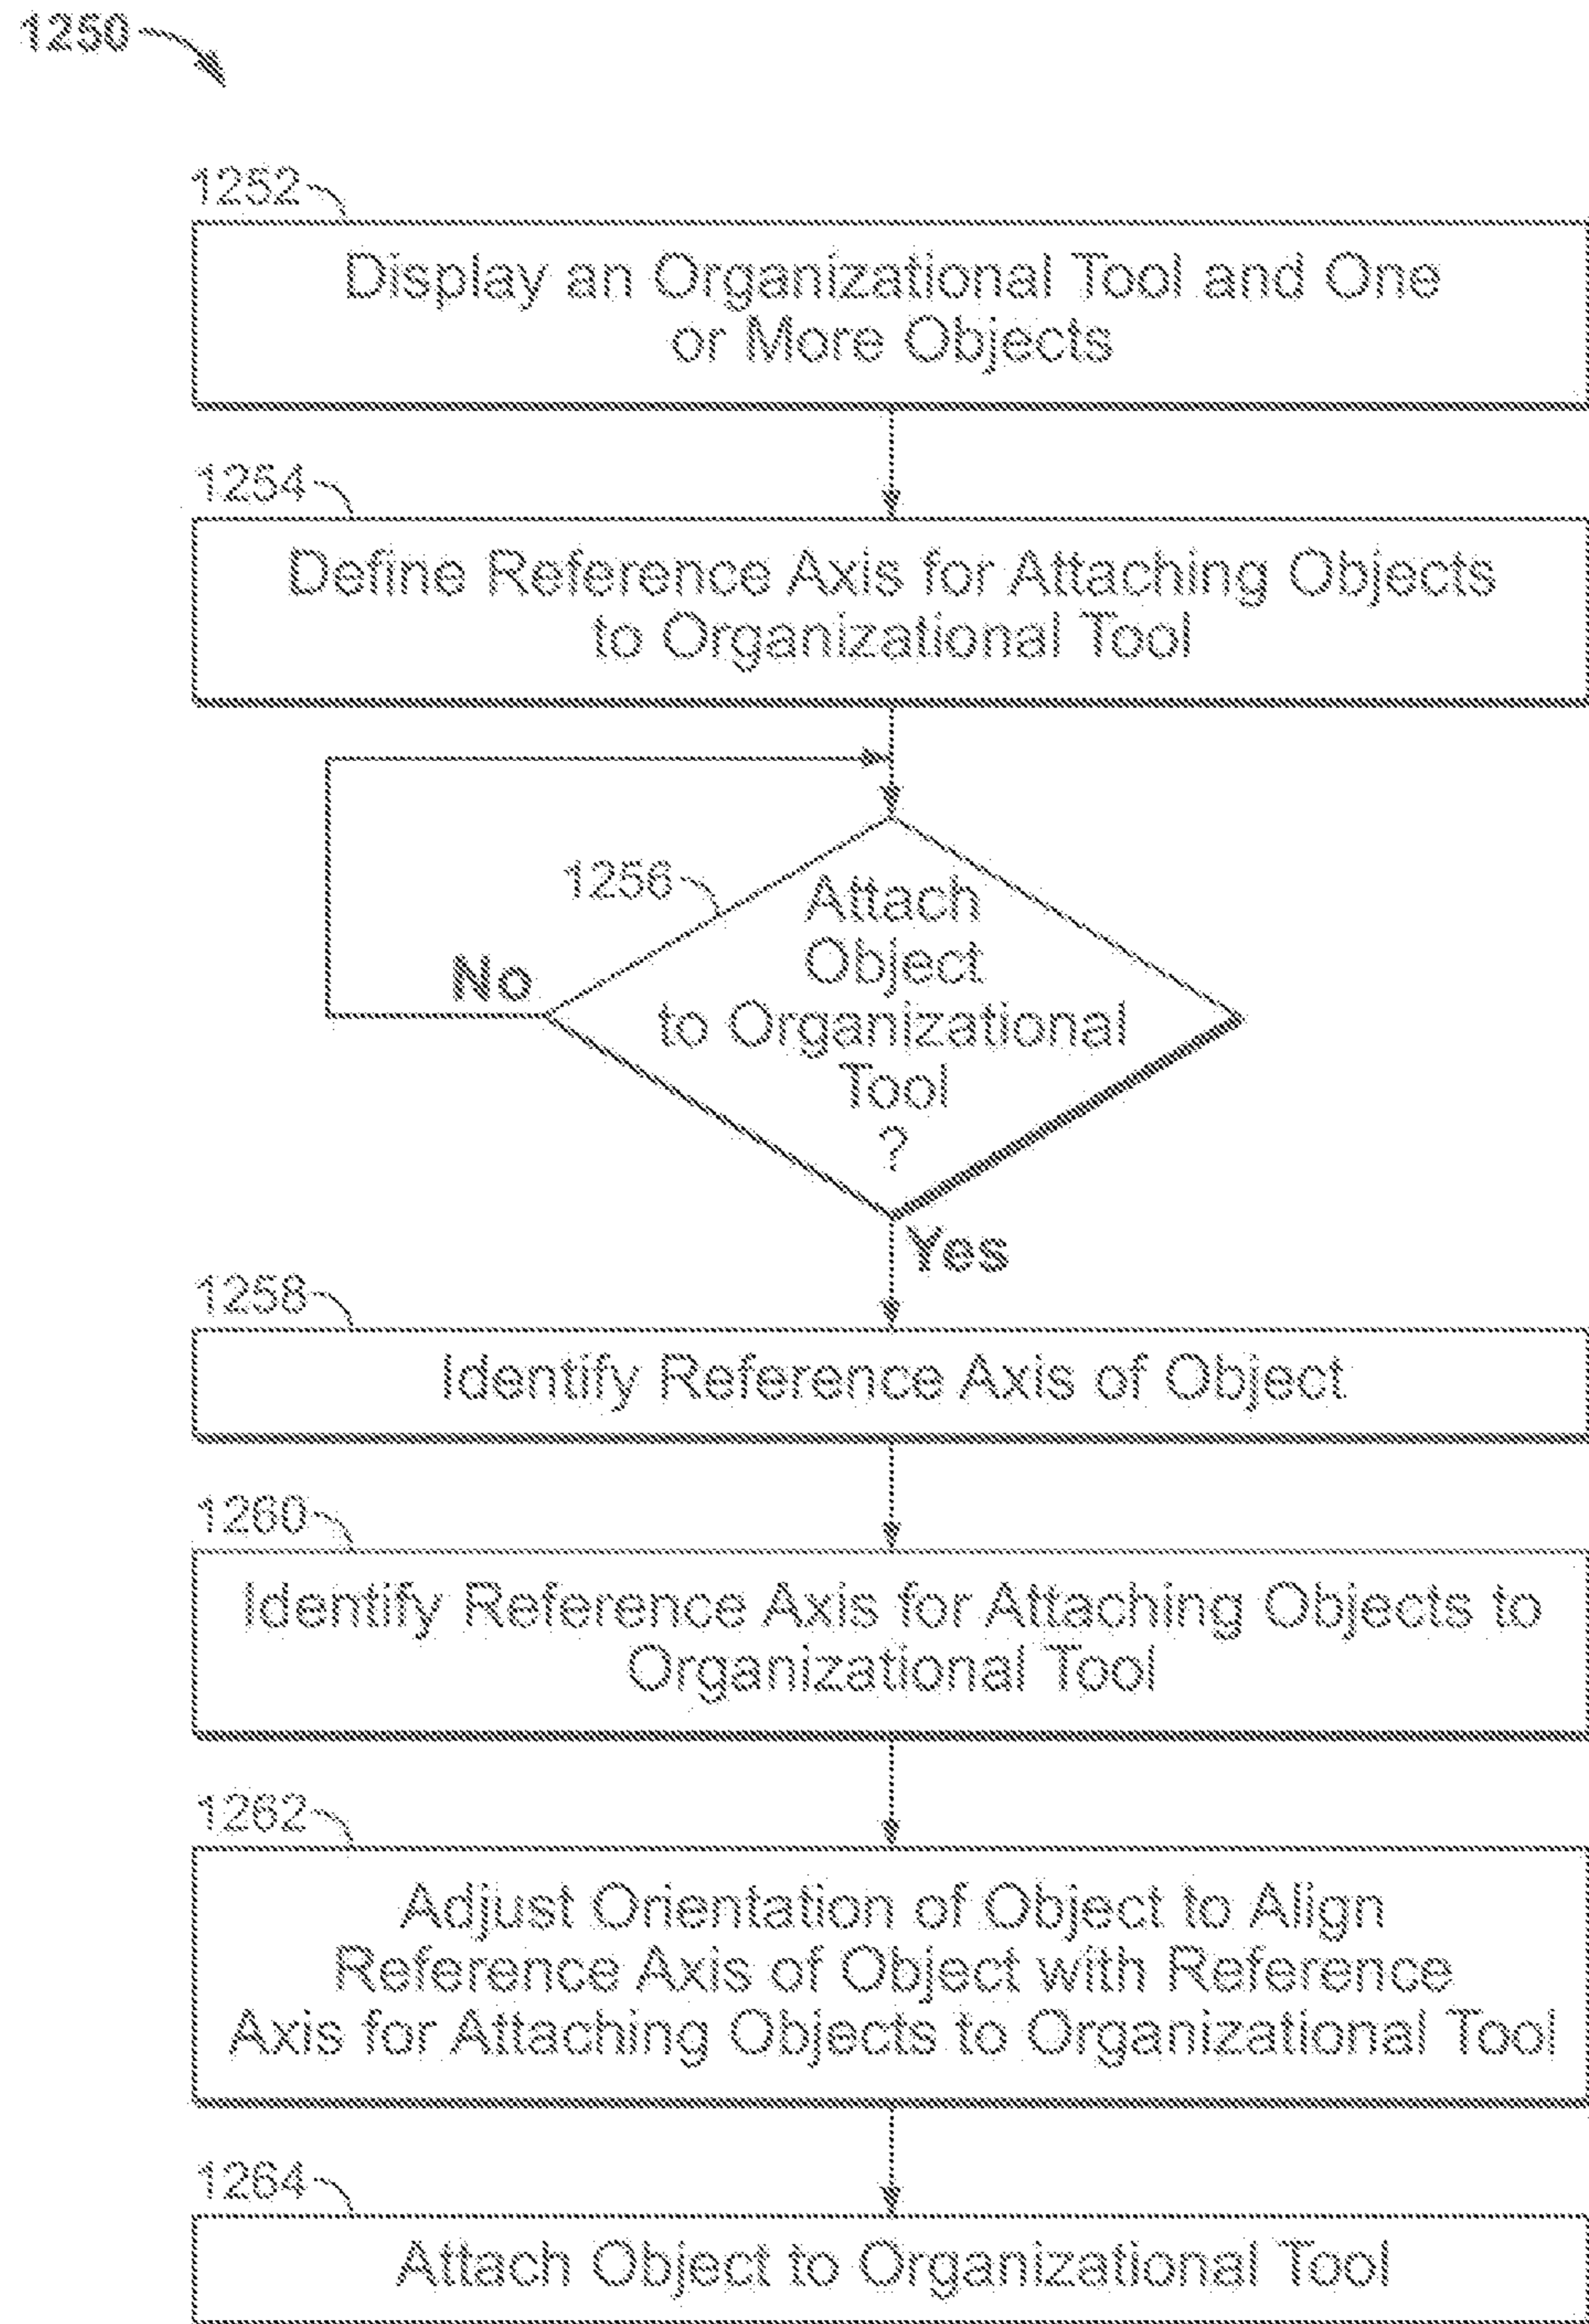 1250
1252
Display an Organizational Tool and One
or More Objects
1254
Define Reference Axis for Attaching Objects
to Organizational Tool
1256
Attach
Object
to Organizational
Tool
?
No
Yes
1258
Identify Reference Axis of Object
1260
Identify Reference Axis for Attaching Objects to
Organizational Tool
1262
Adjust Orientation of Object to Align
Reference Axis of Object with Reference
Axis for Attaching Objects to Organizational Tool
1264
Attach Object to Organizational Tool